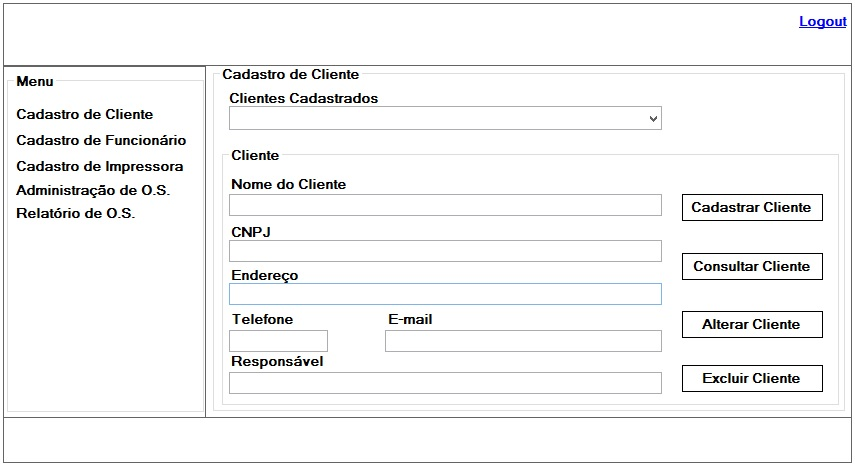 Logout
Menu
Cadastro de Cliente
Cadastro de Funcionário
Cadastro de Impressora
Administração de O.S.
Relatório de O.S.
Cadastro de Cliente
Clientes Cadastrados
Cliente
Nome do Cliente
Cadastrar Cliente
CNPJ
Consultar Cliente
Endereço
Telefone
E-mail
Alterar Cliente
Responsável
Excluir Cliente